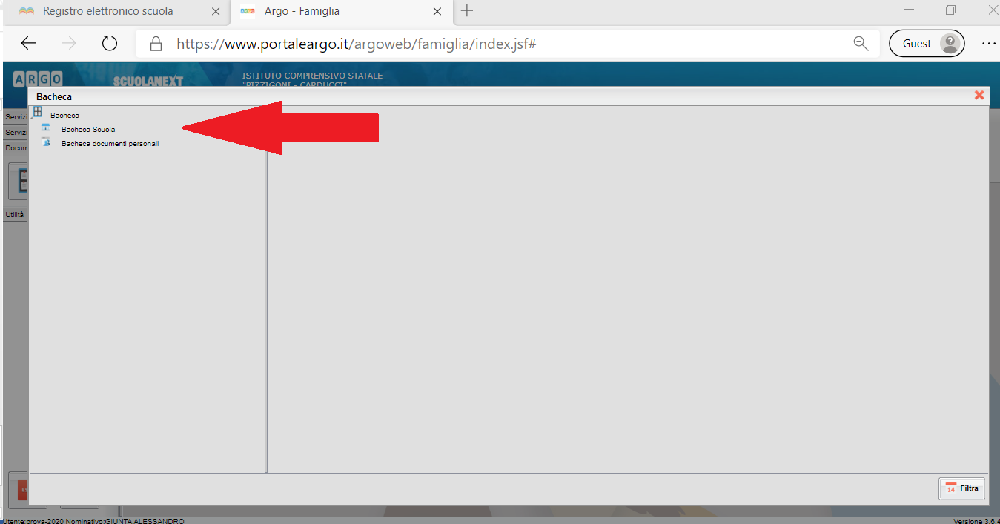 Registro elettronico scuola
Argo - Famiglia
https://www.portaleargo.it/argoweb/famiglia/index.jsf#
Guest
ARGO
SCUOLANEXT
ISTITUTO COMPRENSIVO STATALE
"PIZZIGONI - CARDUCCI"
Bacheca
Servizi
Bacheca
Servizi
Bacheca Scuola
Docum
Bacheca documenti personali
Utilità
ES
14 Filtra
Utente:prova-2020 Nominativo:GIUNTA ALESSANDRO
Versione 3.6.4